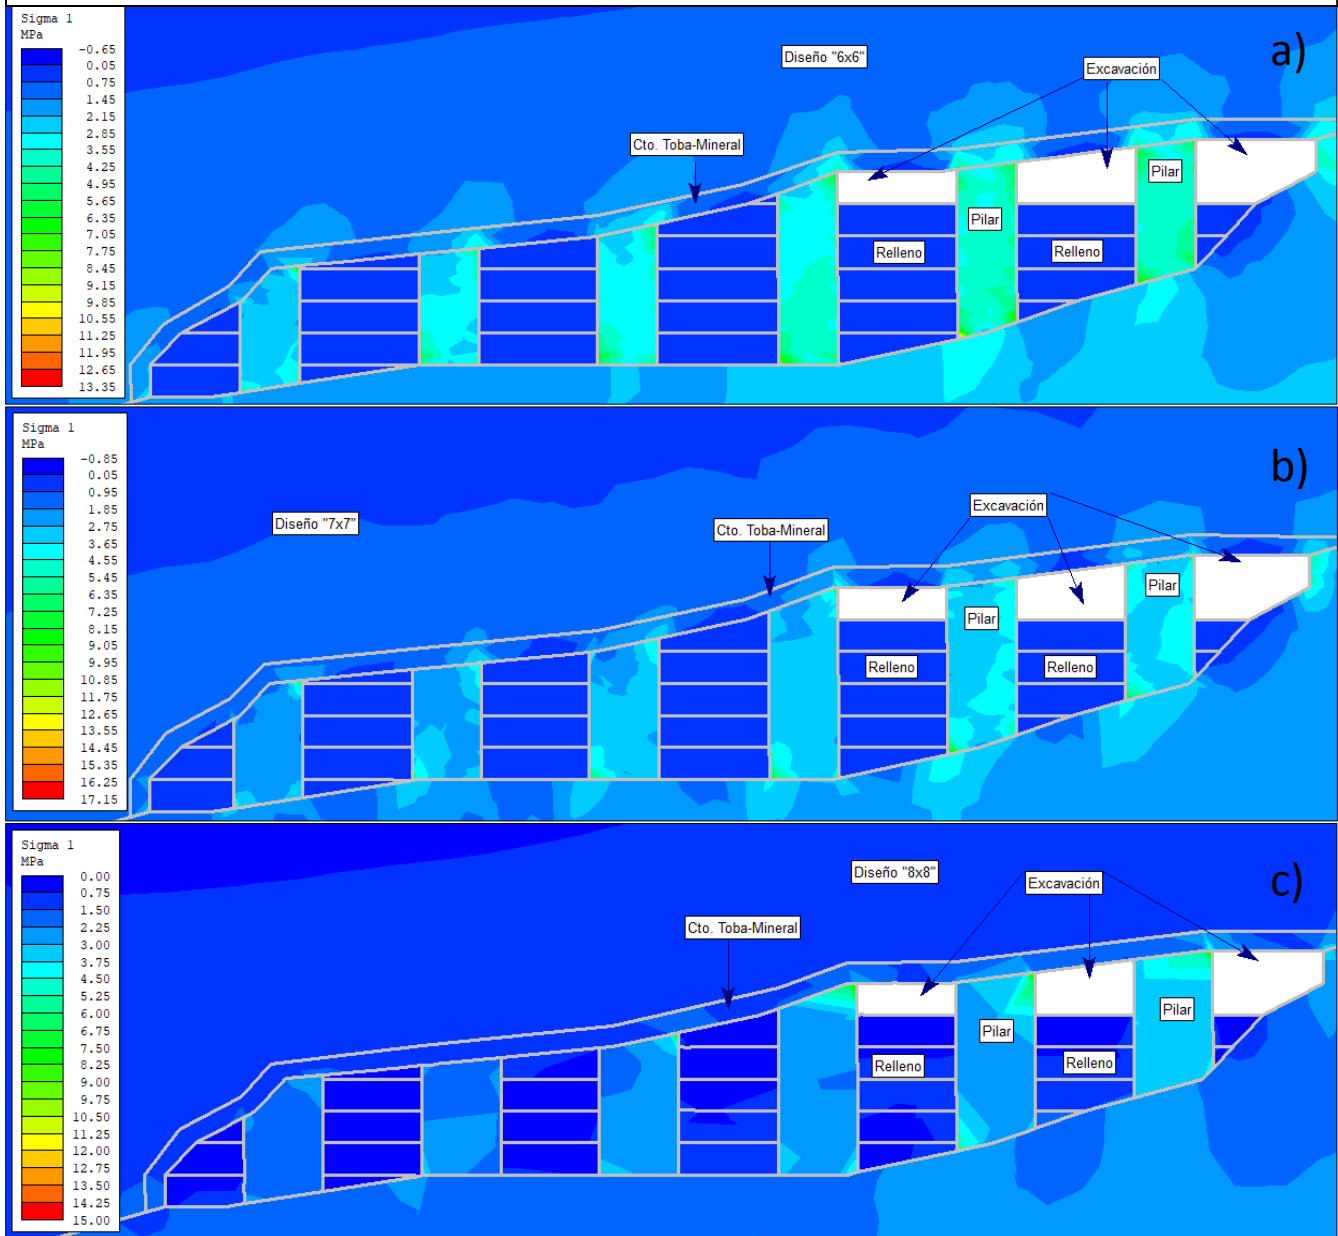 Sigma 1
MPa
-0.65
0.05
0.75
1.45
2.15
2.85
3.55
4.25
4.95
5.65
6.35
7.05
7.75
8.45
9.15
9.85
10.55
11.25
11.95
12.65
13.35
Diseño "6x6"
a)
Excavación
Cto. Toba-Mineral
Pilar
Pilar
Relleno
Relleno
Sigma 1
MPa
-0.85
0.05
0.95
1.85
2.75
3.65
4.55
5.45
6.35
7.25
8.15
9.05
9.95
10.85
11.75
12.65
13.55
14.45
15.35
16.25
17.15
b)
Excavación
Diseño "7x7"
Cto. Toba-Mineral
Pilar
Pilar
Relleno
Relleno
Sigma 1
MPa
0.00
0.75
1.50
2.25
3.00
3.75
4.50
5.25
6.00
6.75
7.50
8.25
9.00
9.75
10.50
11.25
12.00
12.75
13.50
14.25
15.00
Diseño "8x8"
c)
Excavación
Cto. Toba-Mineral
Pilar
Pilar
Relleno
Relleno